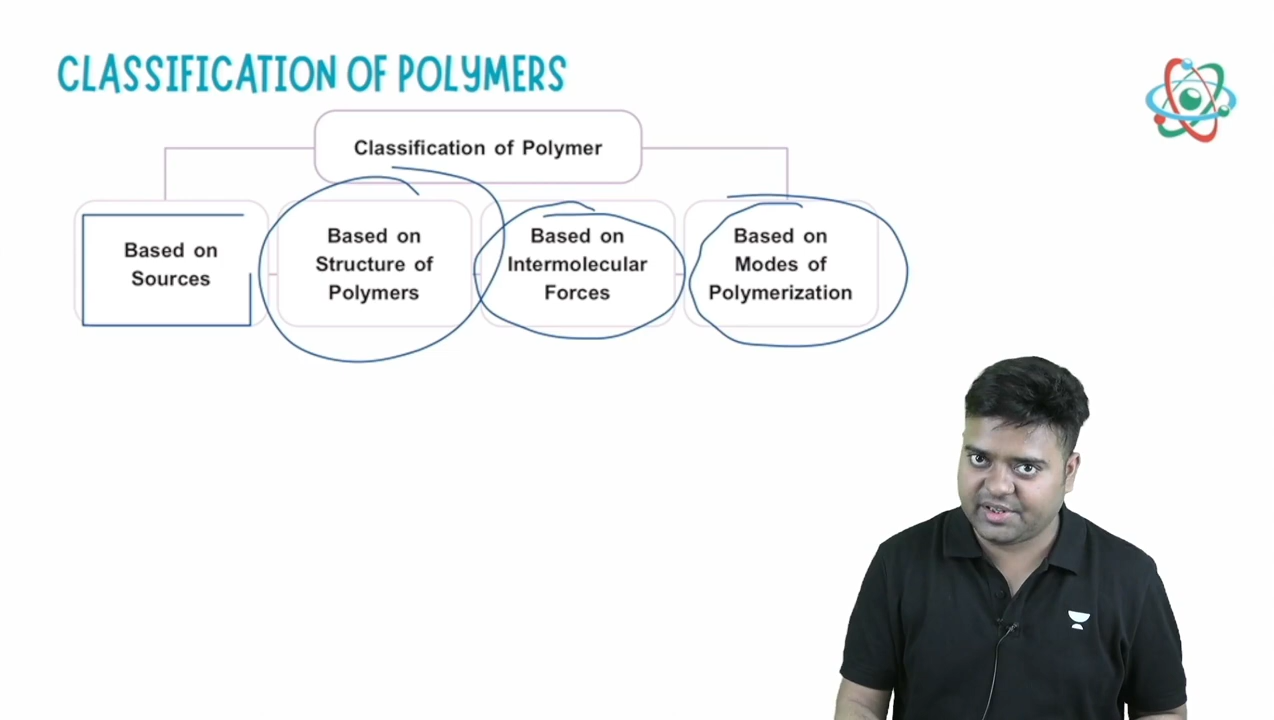 CLASSIFICATION OF POLYMERS
Classification of Polymer
Based on
Sources
Based on
Structure of
Polymers
Based on
Intermolecular
Forces
Based on
Modes of
Polymerization